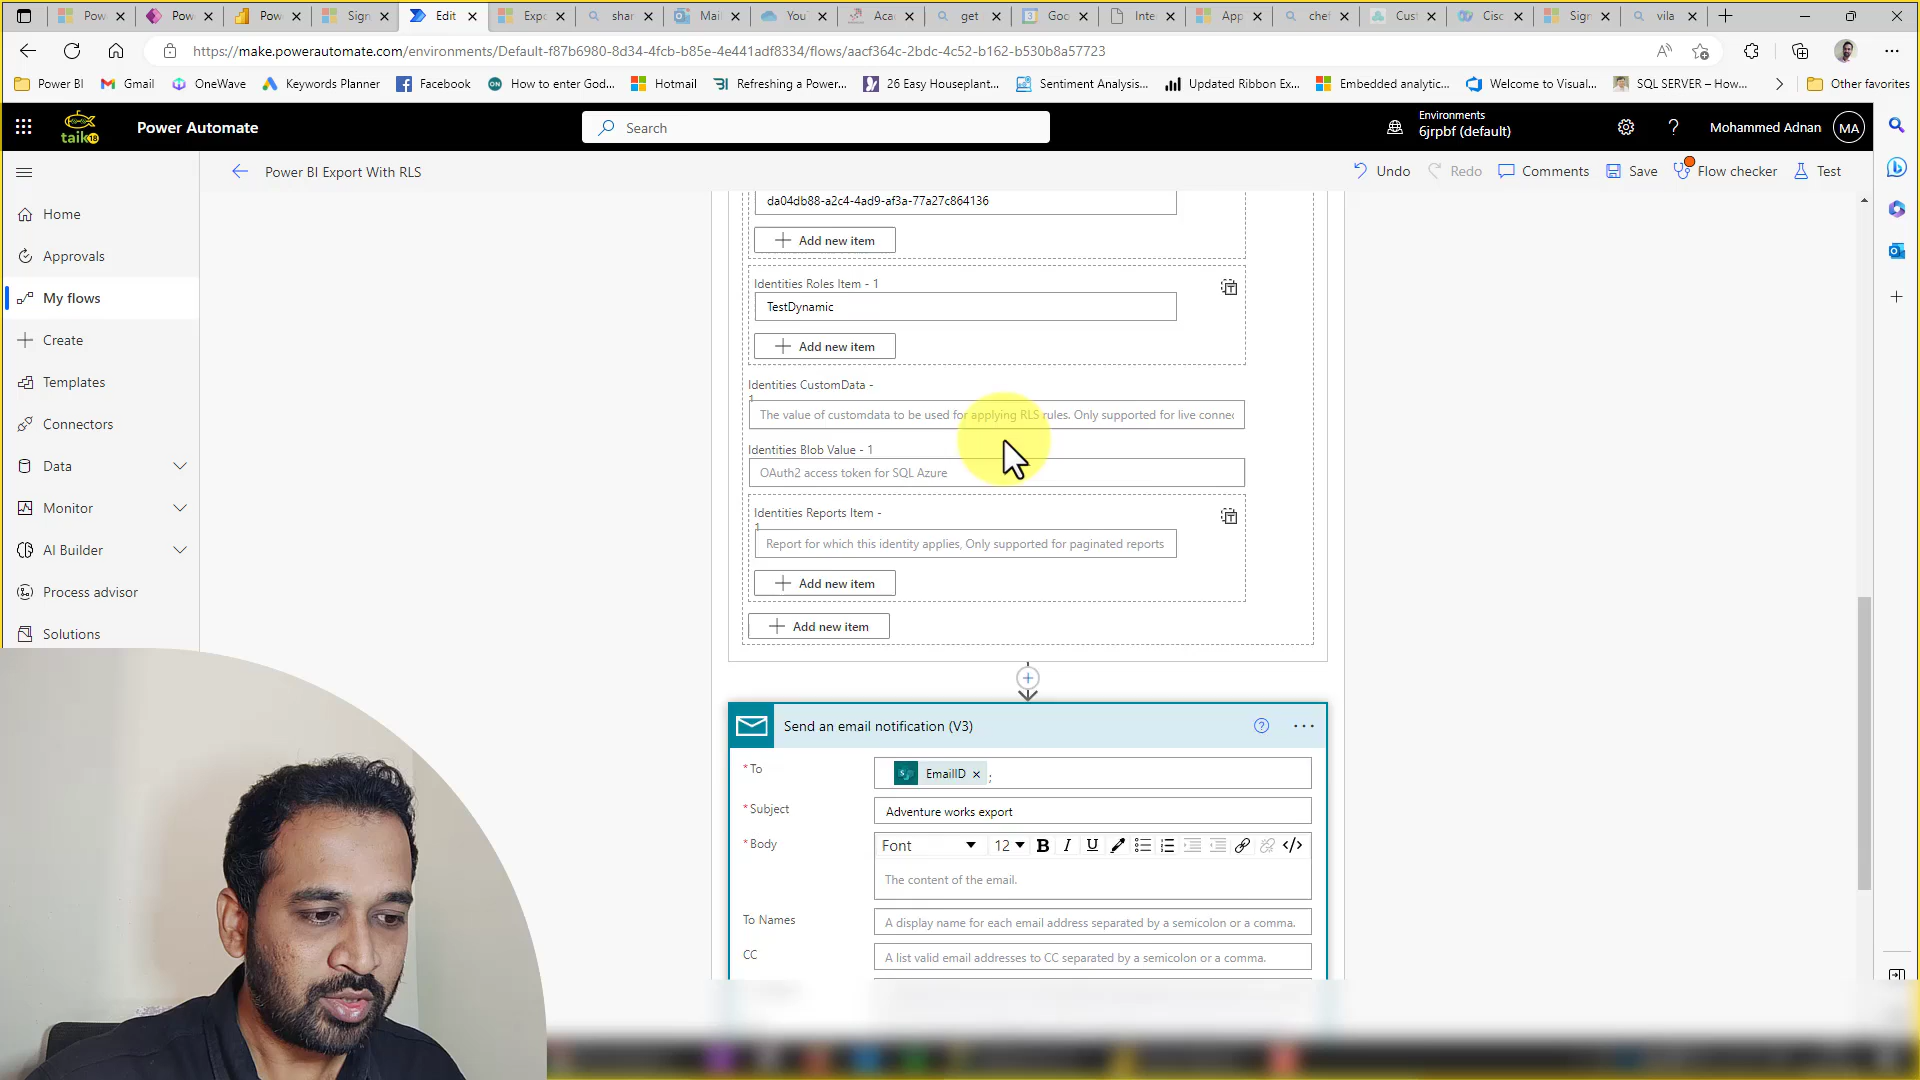 Pow
Pow
Pow
Sign
Edit
Expo
shar
Mail
You'
Aca
get
Goo
Inte
App
chef
Cust
Cisc
Sign
vila
https://make.powerautomate.com/environments/Default-f87b6980-8d34-4fcb-b85e-4e441adf8334/flows/aacf364c-2bdc-4c52-b162-b530b8a57723
Power BI
Gmail
OneWave
Keywords Planner
Facebook
How to enter God...
Hotmail
Refreshing a Power...
26 Easy Houseplant...
Sentiment Analysis...
Updated Ribbon Ex...
Embedded analytic...
Welcome to Visual...
SQL SERVER – How...
Other favorites
taik18
Power Automate
Search
Environments
6jrpbf (default)
Mohammed Adnan
MA
Power BI Export With RLS
Undo
Redo
Comments
Save
Flow checker
Test
Home
Approvals
My flows
Create
Templates
Connectors
Data
Monitor
AI Builder
Process advisor
Solutions
da04db88-a2c4-4ad9-af3a-77a27c864136
Add new item
Identities Roles Item - 1
TestDynamic
Add new item
Identities CustomData -
1
The value of customdata to be used for applying RLS rules. Only supported for live connec
Identities Blob Value - 1
OAuth2 access token for SQL Azure
Identities Reports Item -
1
Report for which this identity applies, Only supported for paginated reports
Add new item
Add new item
Send an email notification (V3)
* To
EmailID ;
* Subject
Adventure works export
* Body
Font
12
The content of the email.
To Names
A display name for each email address separated by a semicolon or a comma.
CC
A list valid email addresses to CC separated by a semicolon or a comma.